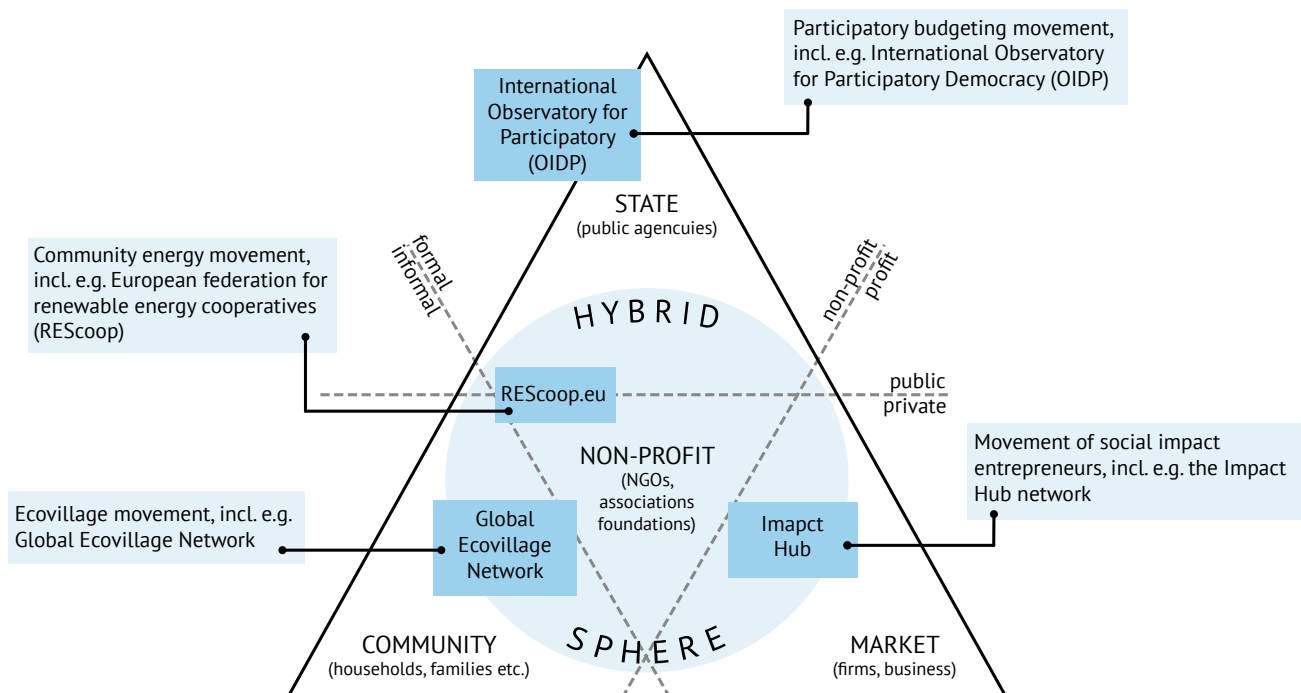 Participatory budgeting movement,
incl. e.g. International Observatory
for Participatory Democracy (OIDP)
International
Observatory for
Participatory
(OIDP)
STATE
(public agencuies)
Community energy movement,
incl. e.g. European federation for
renewable energy cooperatives
(REScoop)
formal
informal
non-profit
profit
HYBRID
REScoop.eu
public
private
Movement of social impact
entrepreneurs, incl. e.g. the Impact
Hub network
NON-PROFIT
(NGOs,
associations
foundations)
Ecovillage movement, incl. e.g.
Global Ecovillage Network
Global
Ecovillage
Network
Imapct
Hub
SPHERE
COMMUNITY
(households, families etc.)
MARKET
(firms, business)